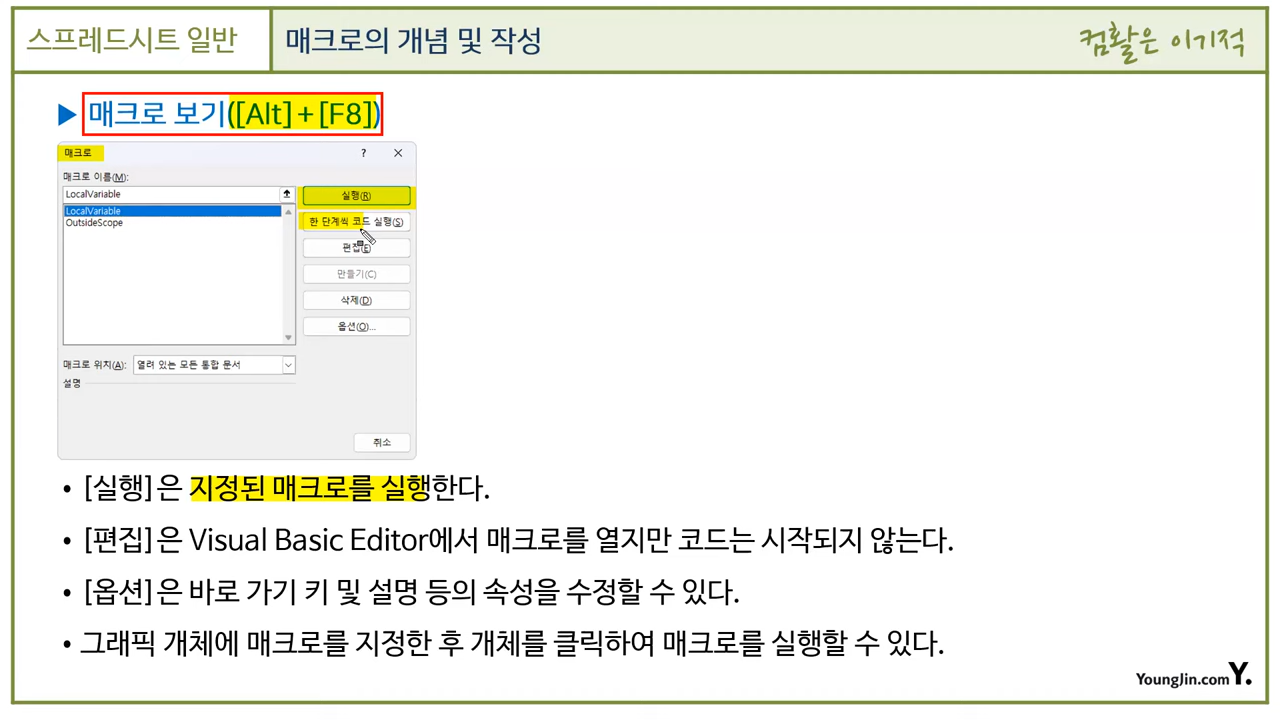 스프레드시트 일반
매크로의 개념 및 작성
컴활은 이기적
▶ 매크로 보기([Alt]+[F8])
매크로
? ×
매크로 이름(M):
LocalVariable
LocalVariable
OutsideScope
실행(R)
한 단계씩 코드 실행(S)
편집(E)
만들기(C)
삭제(D)
옵션(O)...
매크로 위치(A): 열려 있는 모든 통합 문서
설명
취소
• [실행]은 지정된 매크로를 실행한다.
• [편집]은 Visual Basic Editor에서 매크로를 열지만 코드는 시작되지 않는다.
• [옵션]은 바로 가기 키 및 설명 등의 속성을 수정할 수 있다.
• 그래픽 개체에 매크로를 지정한 후 개체를 클릭하여 매크로를 실행할 수 있다.
YoungJin.com Y.